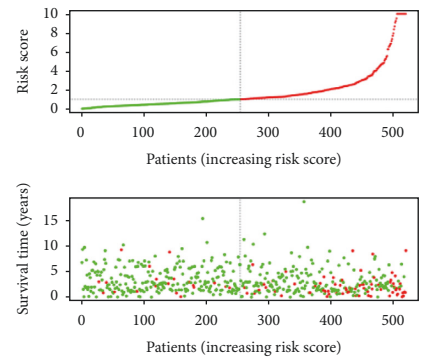 10
8
6
4
2
0
Risk score
0 100 200 300 400 500
Patients (increasing risk score)
15
10
5
0
Survival time (years)
0 100 200 300 400 500
Patients (increasing risk score)